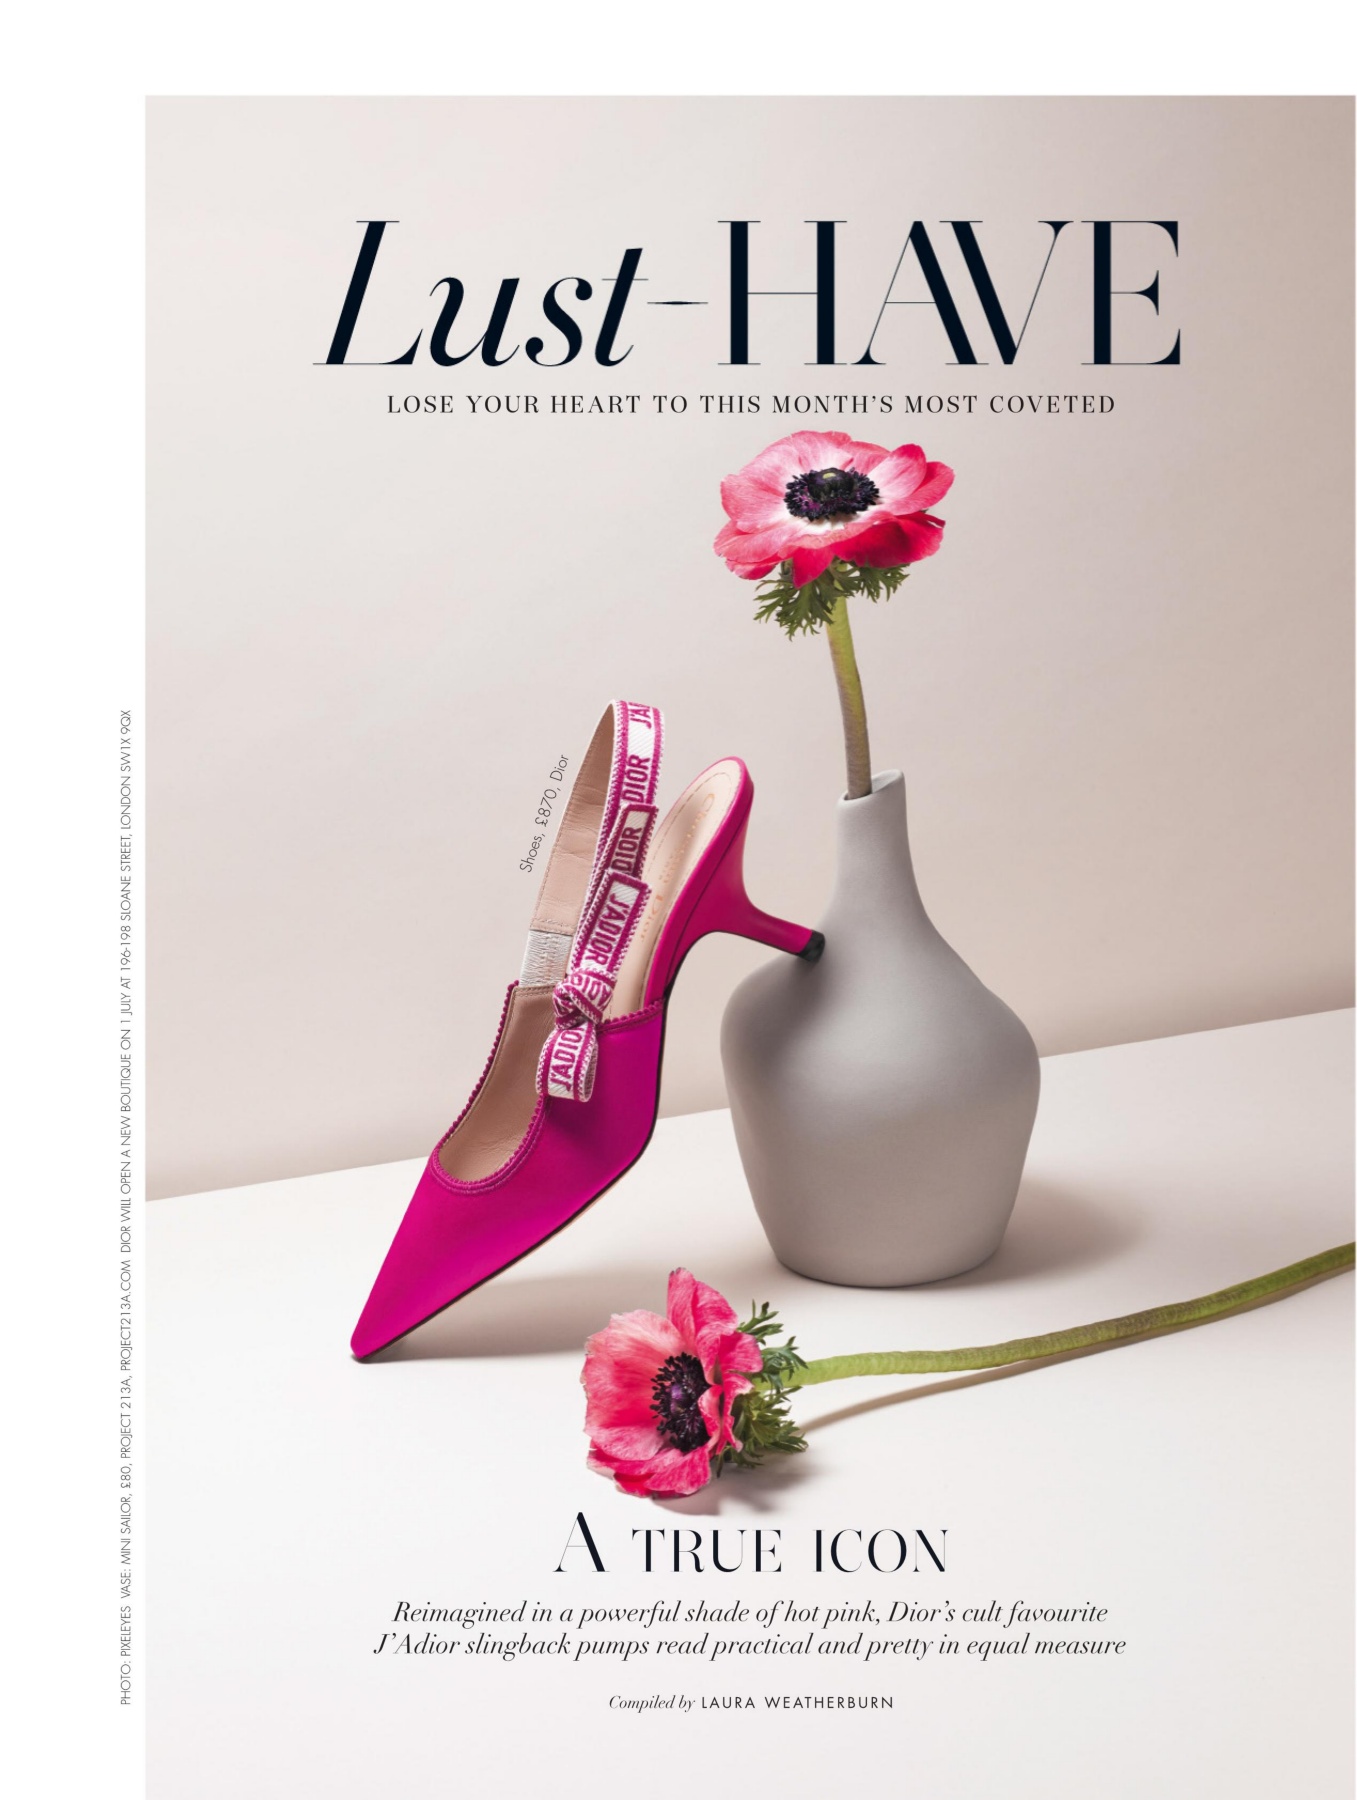 Lust-HAVE
LOSE YOUR HEART TO THIS MONTH'S MOST COVETED
Shoes, £870, Dior
J'A
DIOR
DIOR
J'ADIOR
J'ADIO
A TRUE ICON
Reimagined in a powerful shade of hot pink, Dior's cult favourite
J'Adior slingback pumps read practical and pretty in equal measure
Compiled by LAURA WEATHERBURN
PHOTO: PIXELEYES VASE: MINI SAILOR, £80, PROJECT 213A, PROJECT213A.COM DIOR WILL OPEN A NEW BOUTIQUE ON 1 JULY AT 196-198 SLOANE STREET, LONDON SW1X 9QX